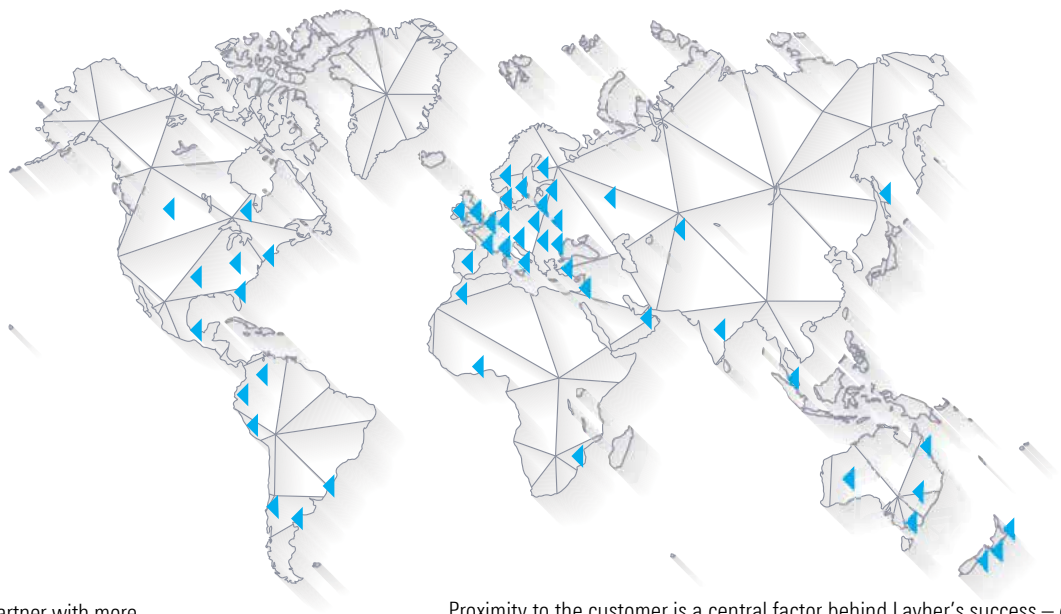 artner with more
Proximity to the customer is a central factor behind Layher's success –